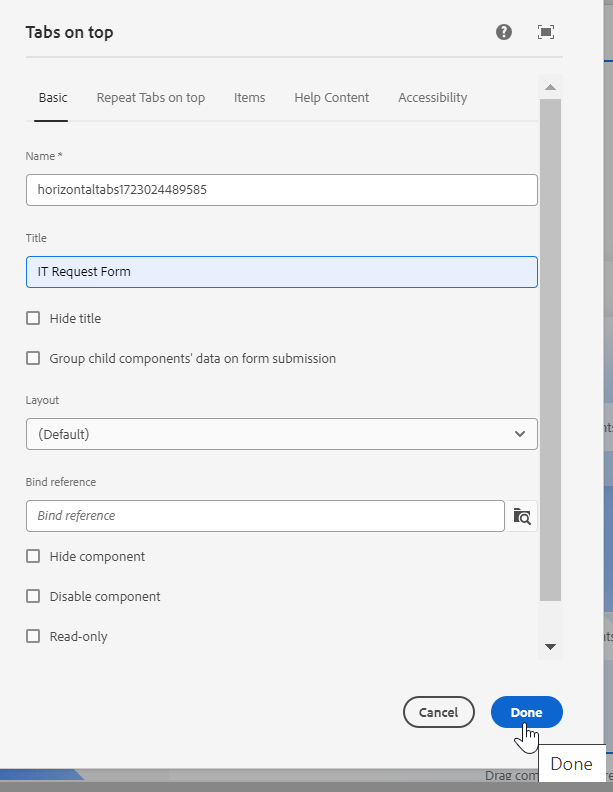 Tabs on top
Basic Repeat Tabs on top Items Help Content Accessibility
Name *
horizontaltabs1723024489585
Title
IT Request Form
Hide title
Group child components' data on form submission
Layout
(Default)
Bind reference
Bind reference
Hide component
Disable component
Read-only
Cancel Done
Done
Drag com